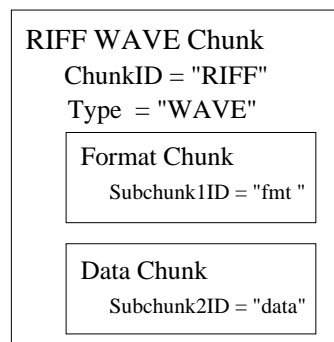 RIFF WAVE Chunk
ChunkID = "RIFF"
Type = "WAVE"
Format Chunk
Subchunk1ID = "fmt "
Data Chunk
Subchunk2ID = "data"